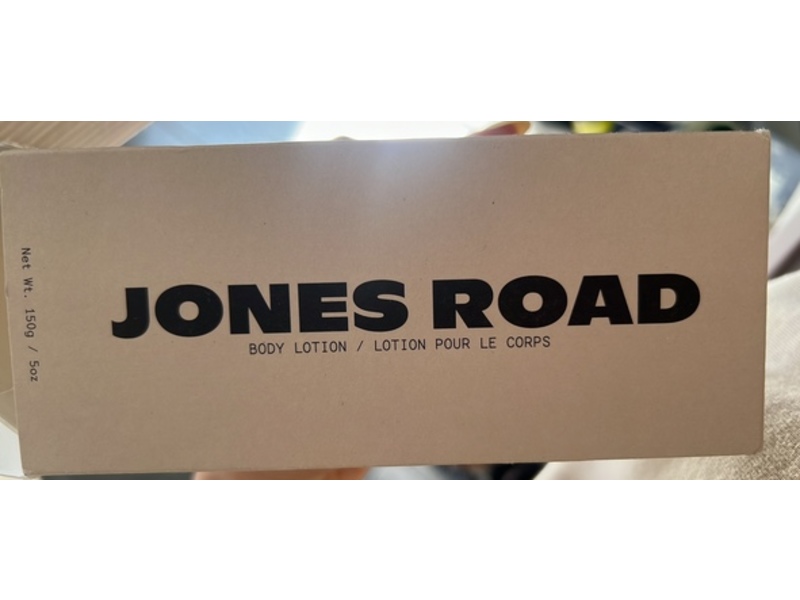 JONES ROAD
BODY LOTION / LOTION POUR LE CORPS
Net Wt. 150g / 5oz